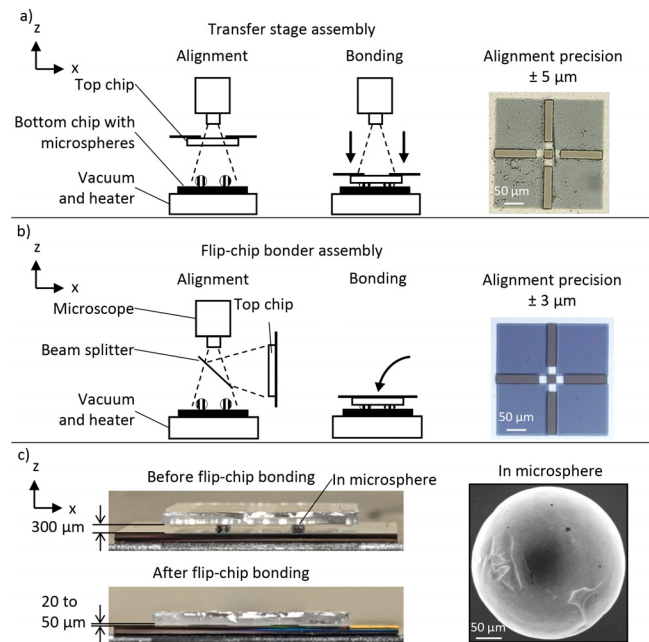 a)
Transfer stage assembly
z
x
Alignment
Bonding
Alignment precision
± 5 µm
Top chip
Bottom chip with
microspheres
Vacuum
and heater
50 µm
b)
Flip-chip bonder assembly
z
x
Alignment
Bonding
Alignment precision
± 3 µm
Microscope
Top chip
Beam splitter
Vacuum
and heater
50 µm
c)
z
x
Before flip-chip bonding
In microsphere
In microsphere
300 µm
After flip-chip bonding
20 to
50 µm
50 µm